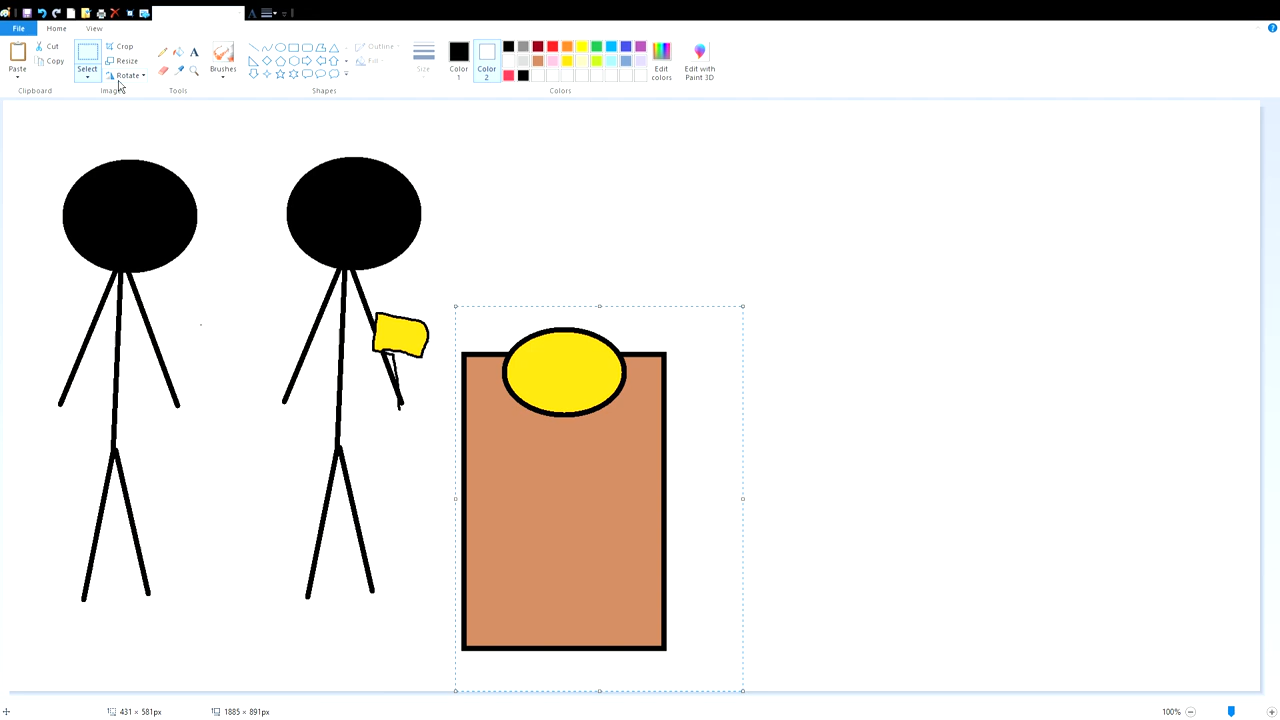 File Home View
Paste
Cut
Copy
Clipboard
Select
Crop
Resize
Rotate
Image
A
Tools
Brushes
Outline
Fill
Shapes
Size
Color 1
Color 2
Edit colors
Edit with Paint 3D
Colors
431 × 581px 1885 × 891px 100%